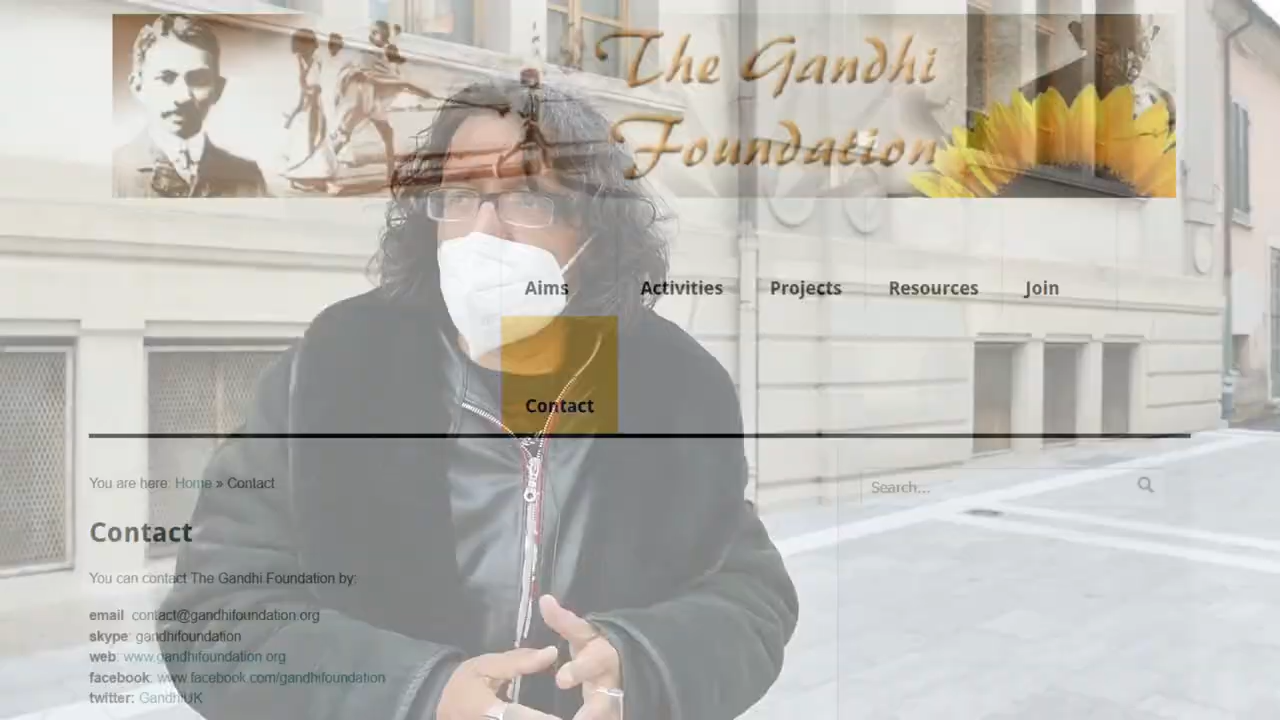 The Gandhi
Foundation
Aims
Activities
Projects
Resources
Join
Contact
You are here: Home » Contact
Search...
Contact
You can contact The Gandhi Foundation by:
email contact@gandhifoundation.org
skype: gandhifoundation
web: www.gandhifoundation.org
facebook: www.facebook.com/gandhifoundation
twitter: GandhiUK